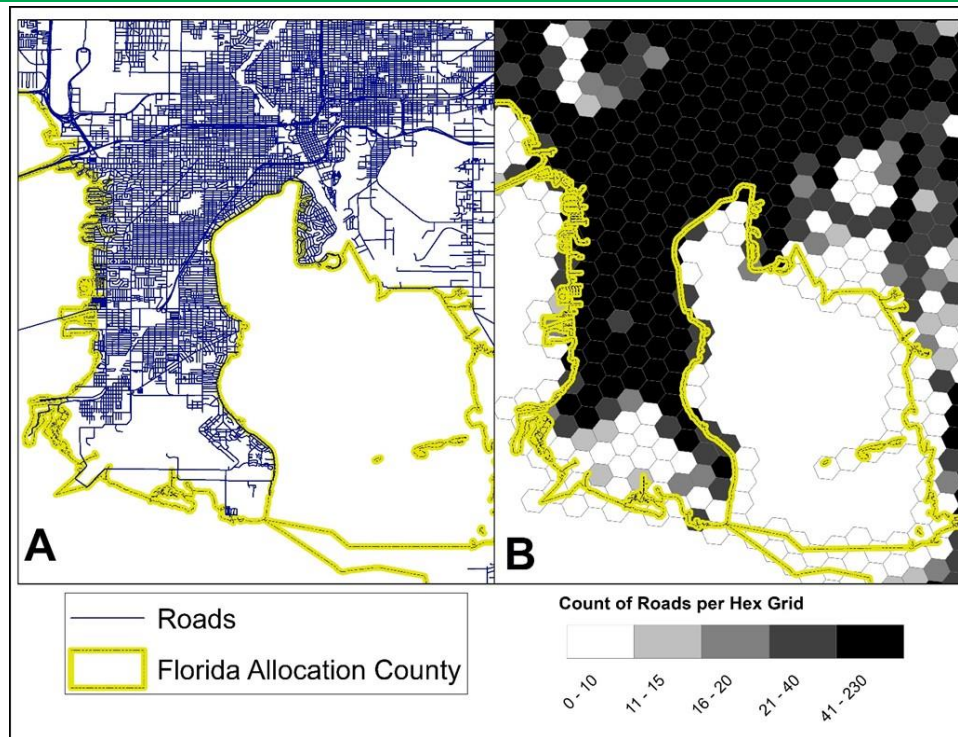 A
B
Roads
Florida Allocation County
Count of Roads per Hex Grid
0 - 10
11 - 15
16 - 20
21 - 40
41 - 230